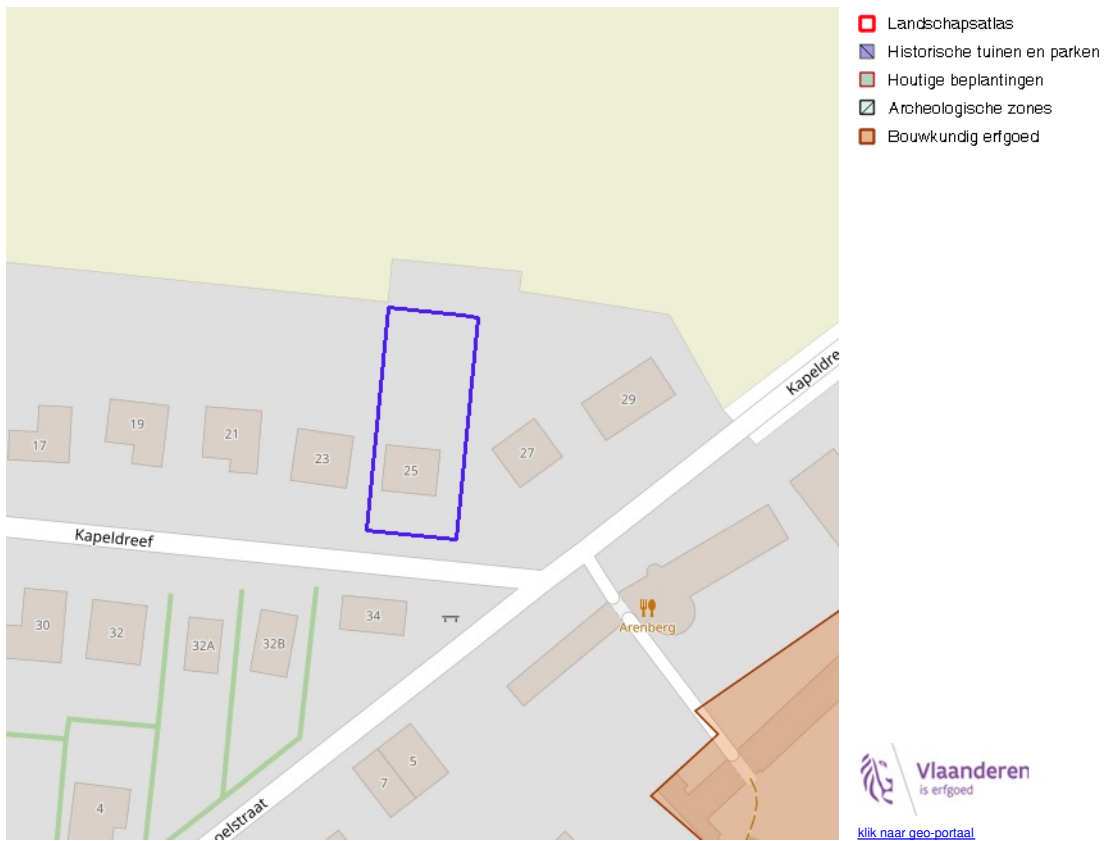 Landschapsatlas
Historische tuinen en parken
Houtige beplantingen
Archeologische zones
Bouwkundig erfgoed
Kapeldre
29
19
21
17
27
23
25
Kapeldreef
34
30
32
32A
32B
Arenberg
5
7
4
pelstraat
Vlaanderen
is erfgoed
klik naar geo-portaal